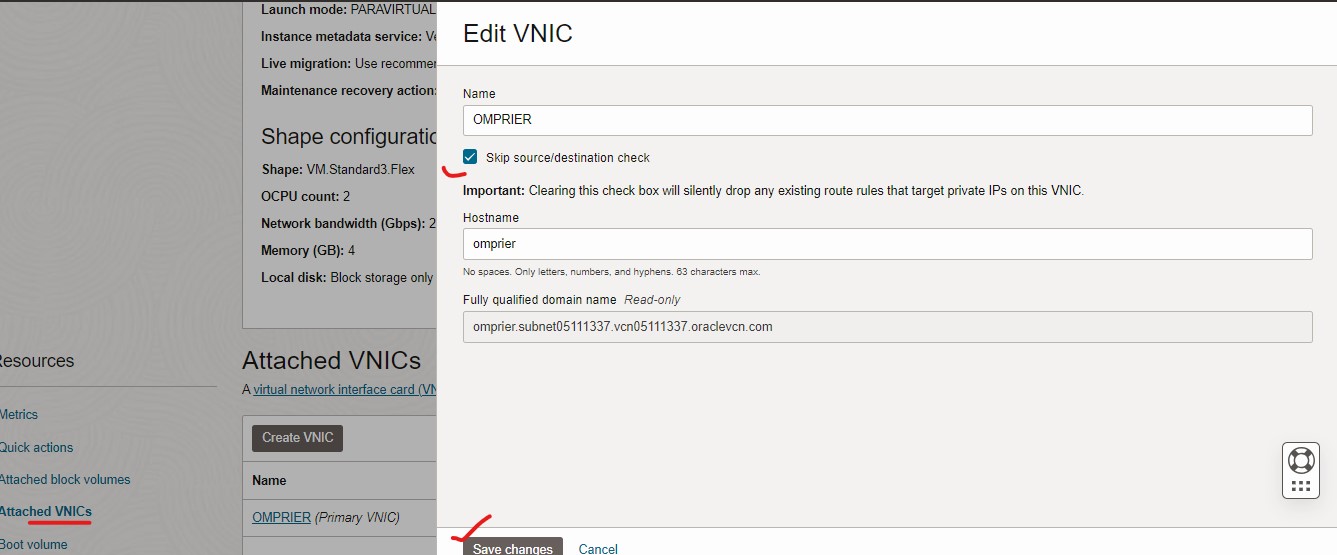 Launch mode: PARAVIRTUAL
Instance metadata service:
Live migration: Use
Maintenance recovery action:
Shape
Shape: VM.Standard3.Flex
OCPU count: 2
Network bandwidth (Gbps): 2
Memory (GB): 4
Local disk: Block storage only
Resources
Metrics
Quick actions
Attached block volumes
Attached VNICs
Boot volume
Attached VNICs
A virtual network interface card
Create VNIC
Name
OMPRIER (Primary VNIC)
Edit VNIC
Name
OMPRIER
Skip source/destination check
Important: Clearing this check box will silently drop any existing route rules that target private IPs on this VNIC.
Hostname
omprier
No spaces. Only letters, numbers, and hyphens. 63 characters max.
Fully qualified domain name Read-only
omprier.subnet05111337.vcn05111337.oraclevcn.com
Save changes
Cancel